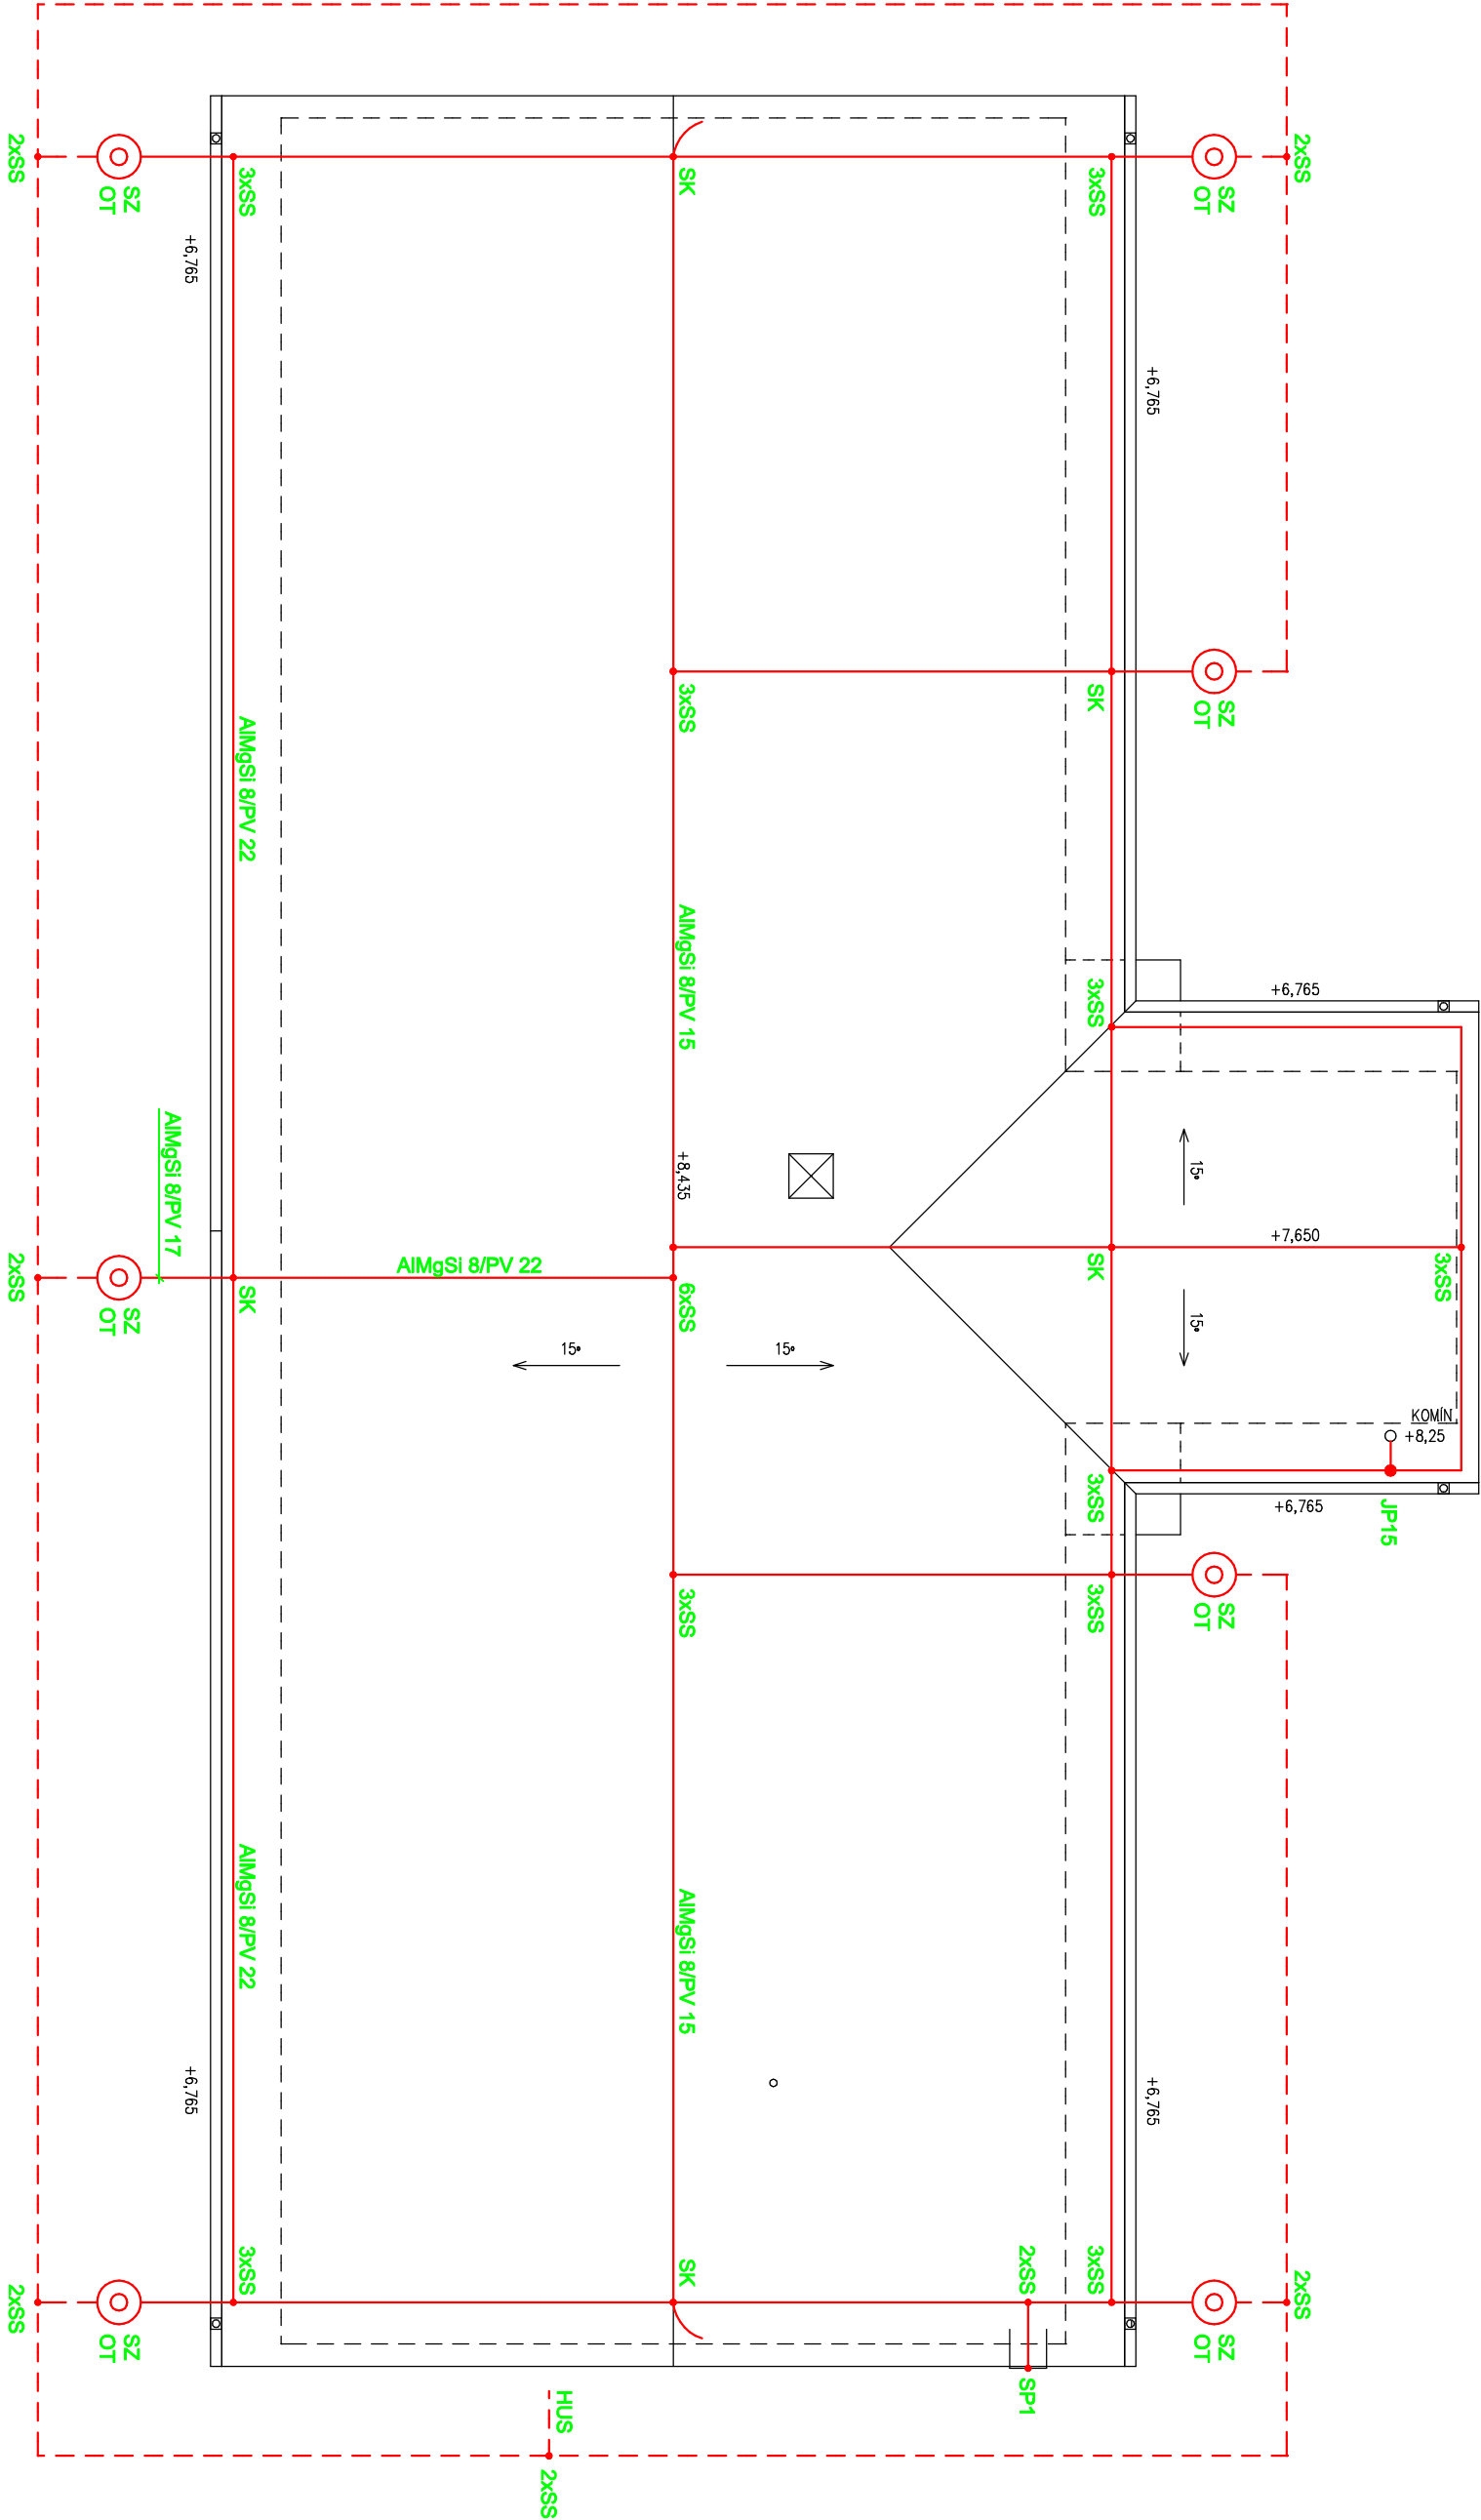 2xSS
SZ
OT
3xSS
SK
3xSS
SZ
OT
2xSS
+6,765
+6,765
3xSS
SK
SZ
OT
AlMgSi 8/PV 22
AlMgSi 8/PV 15
3xSS
+6,765
AlMgSi 8/PV 17
+8,435
15°
+7,650
2xSS
SZ
OT
SK
AlMgSi 8/PV 22
6xSS
SK
3xSS
15°
15°
15°
KOMÍN
+8,25
3xSS
+6,765
JP15
3xSS
3xSS
SZ
OT
AlMgSi 8/PV 22
AlMgSi 8/PV 15
+6,765
+6,765
2xSS
SZ
OT
3xSS
SK
2xSS
3xSS
SZ
OT
2xSS
SP1
HUS
2xSS